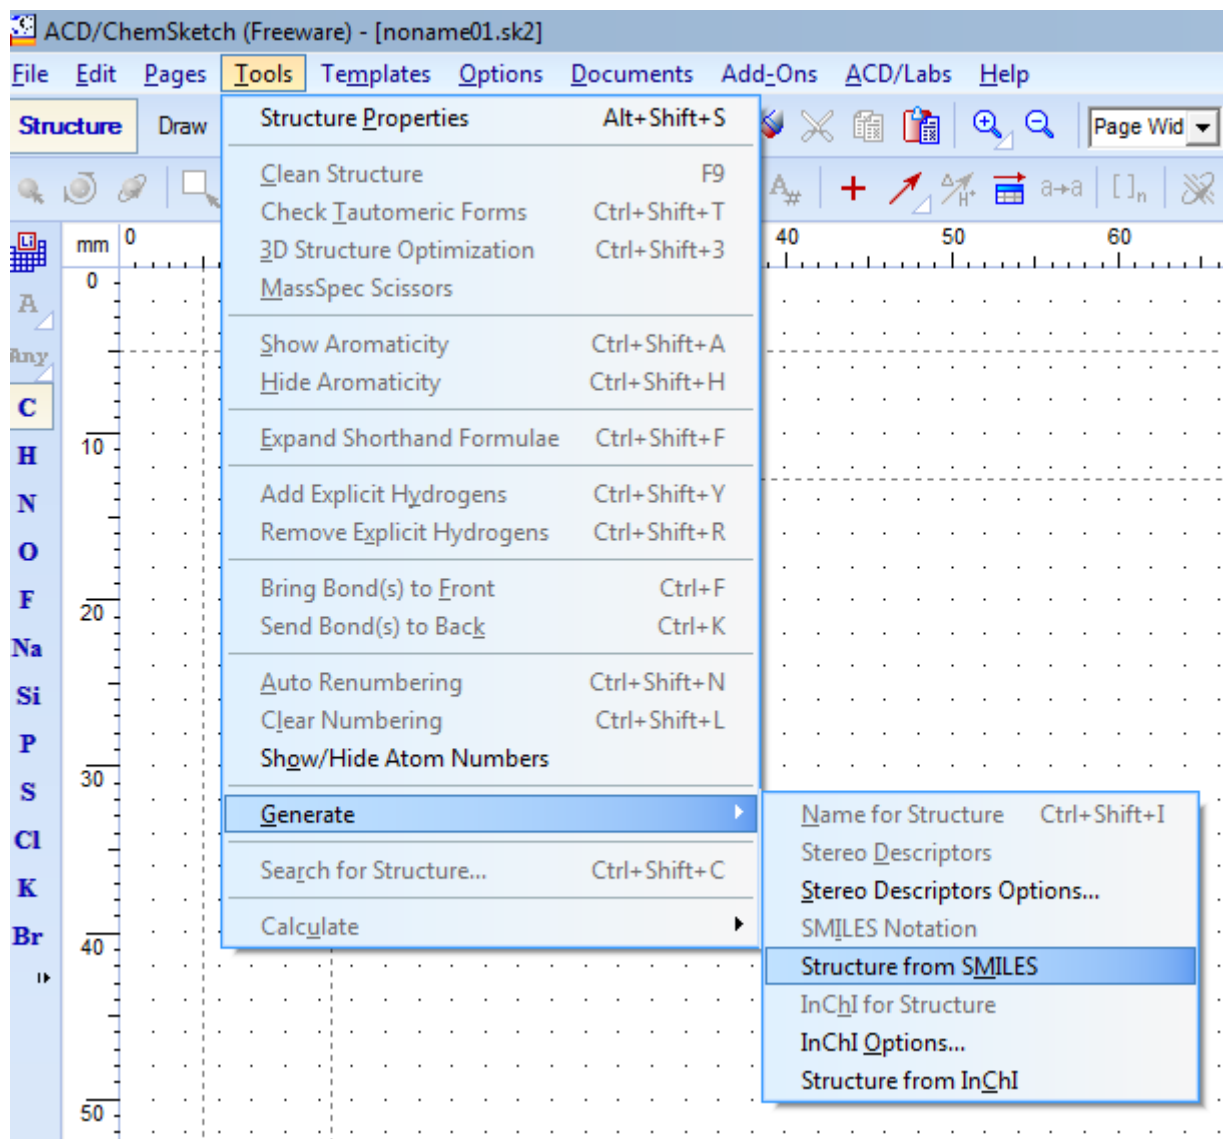 ACD/ChemSketch (Freeware) - [noname01.sk2]
File Edit Pages Tools Templates Options Documents Add-Ons ACD/Labs Help
Structure Draw Page Wid
A# H+ a→a [ ]n
Li mm 0 40 50 60
0
A
Any
C
H 10
N
O
F 20
Na
Si
P 30
S
Cl
K
Br 40
50
Structure Properties Alt+Shift+S
Clean Structure F9
Check Tautomeric Forms Ctrl+Shift+T
3D Structure Optimization Ctrl+Shift+3
MassSpec Scissors
Show Aromaticity Ctrl+Shift+A
Hide Aromaticity Ctrl+Shift+H
Expand Shorthand Formulae Ctrl+Shift+F
Add Explicit Hydrogens Ctrl+Shift+Y
Remove Explicit Hydrogens Ctrl+Shift+R
Bring Bond(s) to Front Ctrl+F
Send Bond(s) to Back Ctrl+K
Auto Renumbering Ctrl+Shift+N
Clear Numbering Ctrl+Shift+L
Show/Hide Atom Numbers
Generate
Search for Structure... Ctrl+Shift+C
Calculate
Name for Structure Ctrl+Shift+I
Stereo Descriptors
Stereo Descriptors Options...
SMILES Notation
Structure from SMILES
InChI for Structure
InChI Options...
Structure from InChI